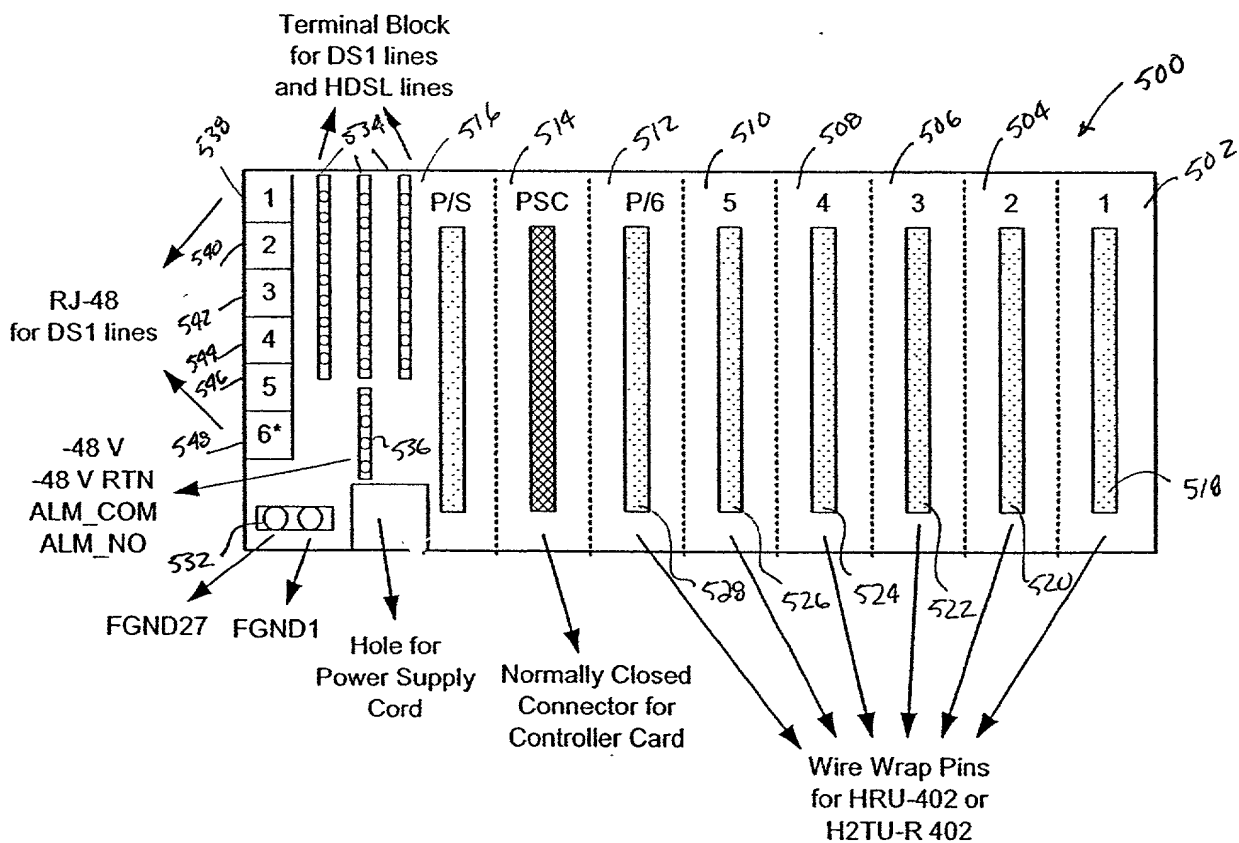 Terminal Block
for DS1 lines
and HDSL lines
500
538
534
516
514
512
510
508
506
504
502
1
P/S
PSC
P/6
5
4
3
2
1
540
2
RJ-48
for DS1 lines
542
3
544
4
546
5
548
6*
536
-48 V
-48 V RTN
ALM_COM
ALM_NO
518
532
528
526
524
522
520
FGND27
FGND1
Hole for
Power Supply
Cord
Normally Closed
Connector for
Controller Card
Wire Wrap Pins
for HRU-402 or
H2TU-R 402